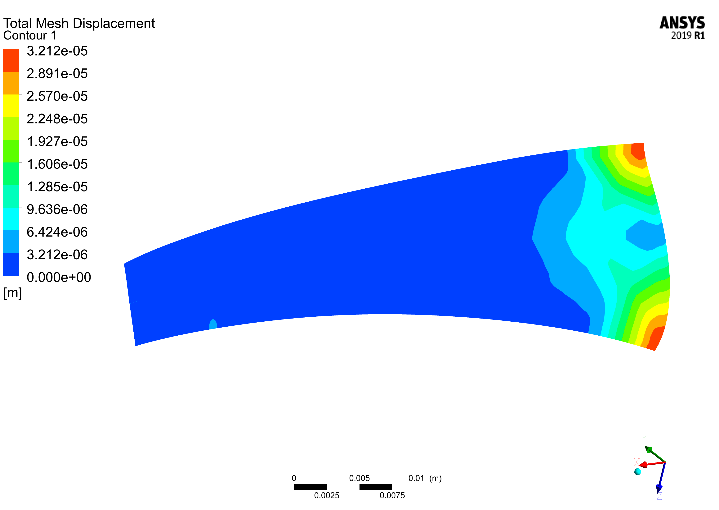 Total Mesh Displacement
Contour 1
3.212e-05
2.891e-05
2.570e-05
2.248e-05
1.927e-05
1.606e-05
1.285e-05
9.636e-06
6.424e-06
3.212e-06
0.000e+00
[m]
ANSYS
2019 R1
0 0.005 0.01 (m)
0.0025 0.0075